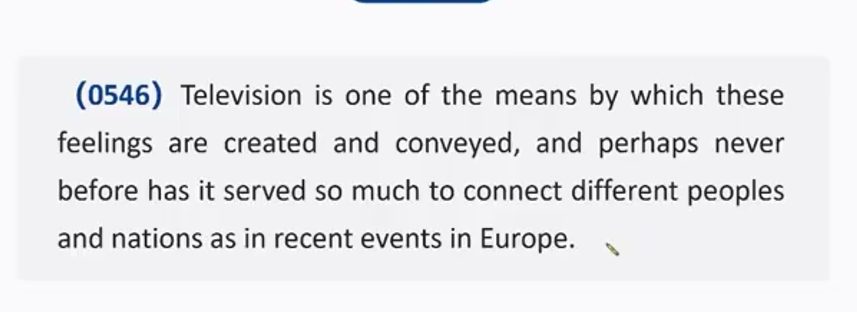 (0546) Television is one of the means by which these
feelings are created and conveyed, and perhaps never
before has it served so much to connect different peoples
and nations as in recent events in Europe.